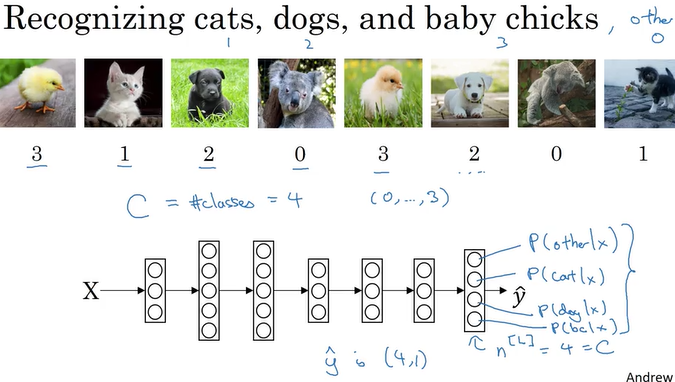 Recognizing cats, dogs, and baby chicks , other
1 2 3 0
3 1 2 0 3 2 0 1
C = #classes = 4 (0,...,3)
P(other|x)
P(cat|x)
X ŷ
P(dog|x)
P(bc|x)
n^[L] = 4 = C
ŷ is (4,1)
Andrew